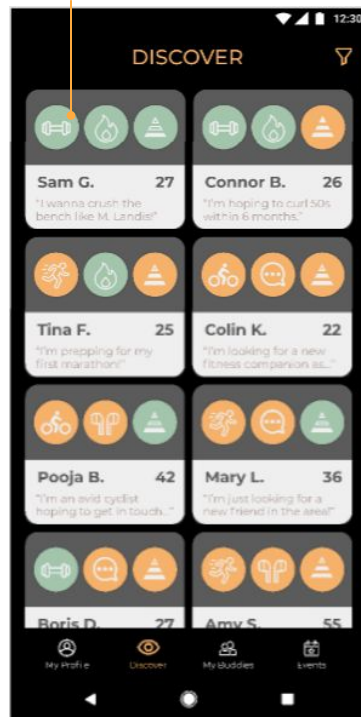 12:30
DISCOVER
Sam G. 27
"I wanna crush the
bench like M. Landis!"
Connor B. 26
"I'm hoping to curl 50s
within 6 months."
Tina F. 25
"I'm prepping for my
first marathon!"
Colin K. 22
"I'm looking for a new
fitness companion as..."
Pooja B. 42
"I'm an avid cyclist
hoping to get in touch..."
Mary L. 36
"I'm just looking for a
new friend in the area!"
Boris D. 27
Amy S. 55
My Profile
Discover
My Buddies
Events